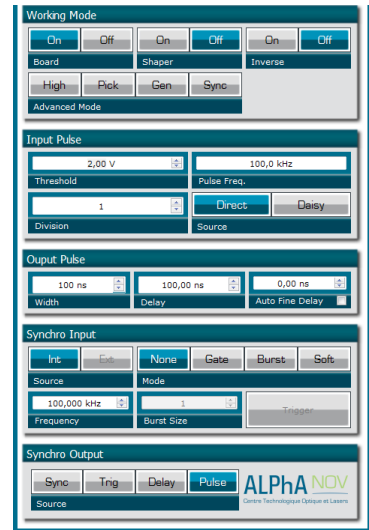 Working Mode
On Off On Off On Off
Board Shaper Inverse
High Pick Gen Sync
Advanced Mode
Input Pulse
2,00 V 100,0 kHz
Threshold Pulse Freq.
1 Direct Daisy
Division Source
Ouput Pulse
100 ns 100,00 ns 0,00 ns
Width Delay Auto Fine Delay
Synchro Input
Int Ext None Gate Burst Soft
Source Mode
100,000 kHz 1 Trigger
Frequency Burst Size
Synchro Output
Sync Trig Delay Pulse ALPhA NOV
Source Centre Technologique Optique et Lasers